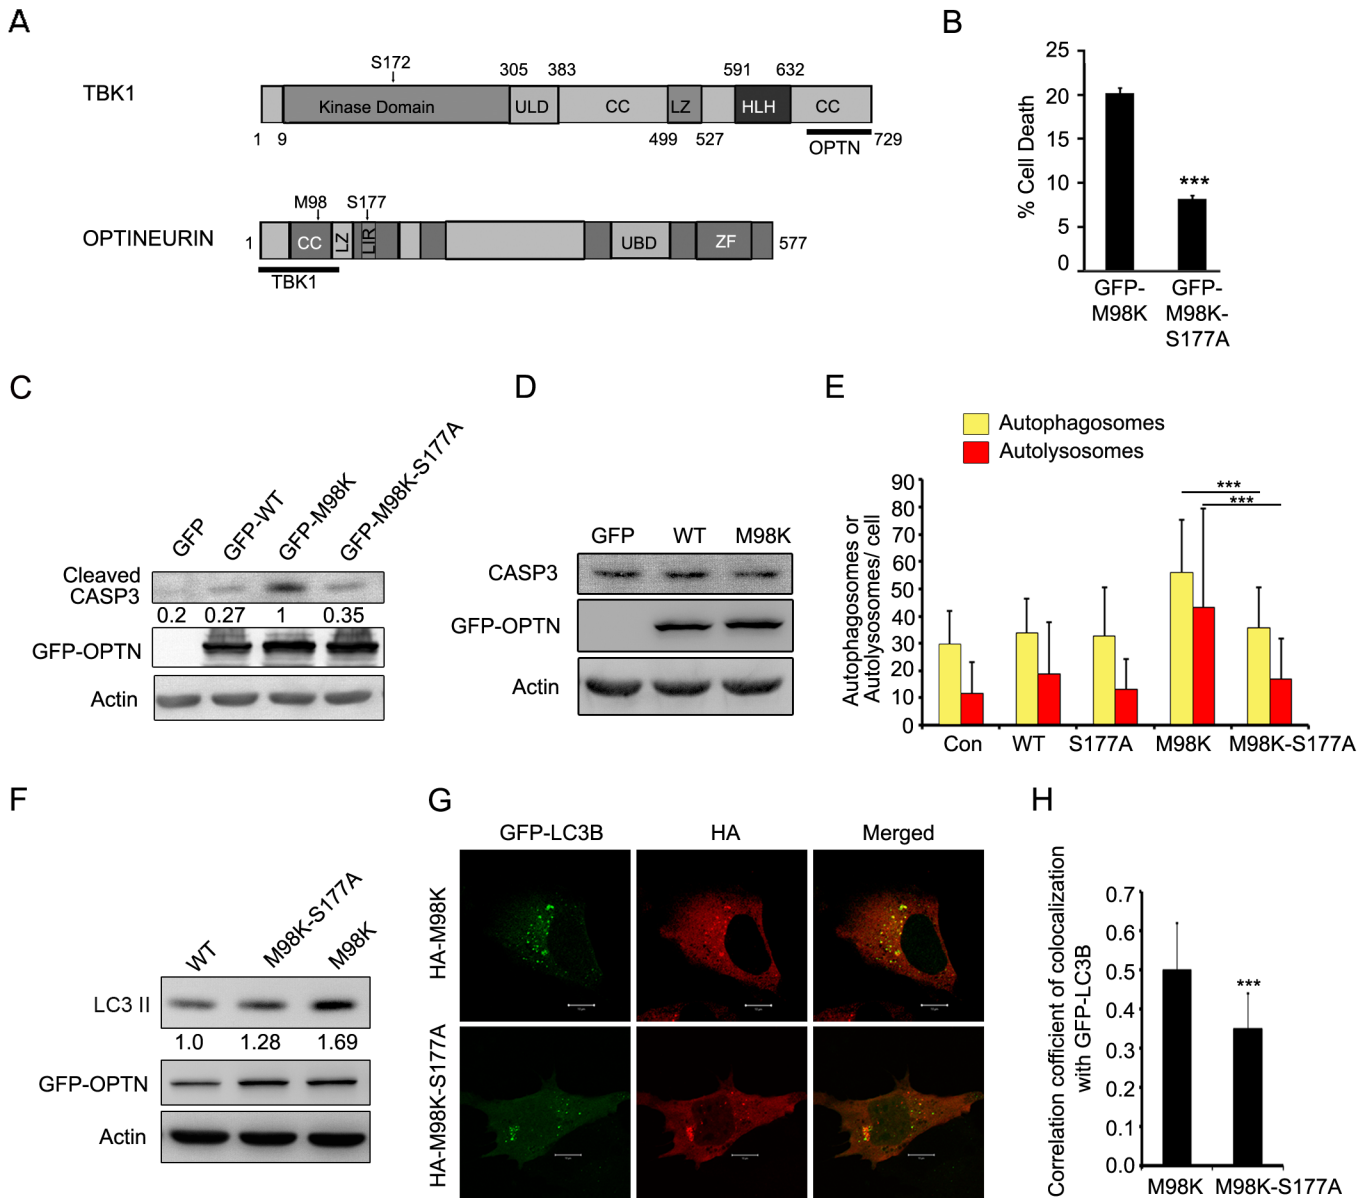 A
TBK1
S172
305
383
591
632
Kinase Domain
ULD
CC
LZ
HLH
CC
1
9
499
527
OPTN
729
OPTINEURIN
M98
S177
1
CC
LZ
LIR
UBD
ZF
577
TBK1
B
% Cell Death
25
20
15
10
5
0
***
GFP-
M98K
GFP-
M98K-
S177A
C
GFP
GFP-WT
GFP-M98K
GFP-M98K-S177A
Cleaved
CASP3
0.2
0.27
1
0.35
GFP-OPTN
Actin
D
GFP
WT
M98K
CASP3
GFP-OPTN
Actin
E
Autophagosomes
Autolysosomes
Autophagosomes or
Autolysosomes/ cell
90
80
70
60
50
40
30
20
10
0
***
***
Con
WT
S177A
M98K
M98K-S177A
F
WT
M98K-S177A
M98K
LC3 II
1.0
1.28
1.69
GFP-OPTN
Actin
G
GFP-LC3B
HA
Merged
HA-M98K
HA-M98K-S177A
H
Correlation cofficient of colocalization
with GFP-LC3B
0.7
0.6
0.5
0.4
0.3
0.2
0.1
0.0
***
M98K
M98K-S177A